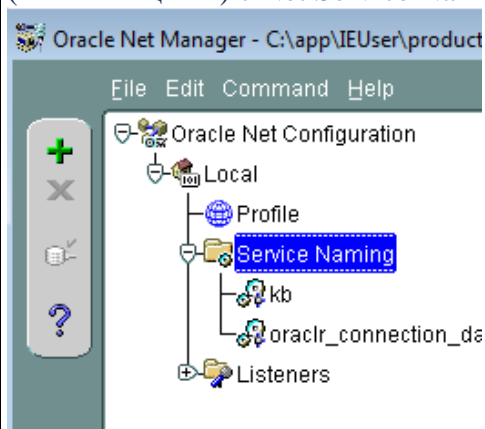 Oracle Net Manager - C:\app\IEUser\product
File Edit Command Help
Oracle Net Configuration
Local
Profile
Service Naming
kb
oraclr_connection_da
Listeners